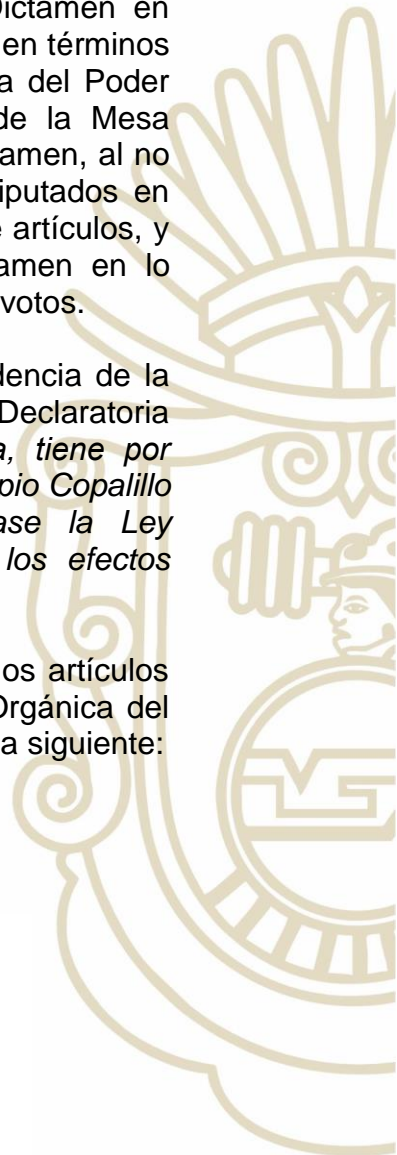 Dictamen en
en términos
a del Poder
de la Mesa
amen, al no
iputados en
e artículos, y
amen en lo
votos.
dencia de la
Declaratoria
a, tiene por
pio Copalillo
ase la Ley
los efectos
os artículos
Orgánica del
a siguiente: